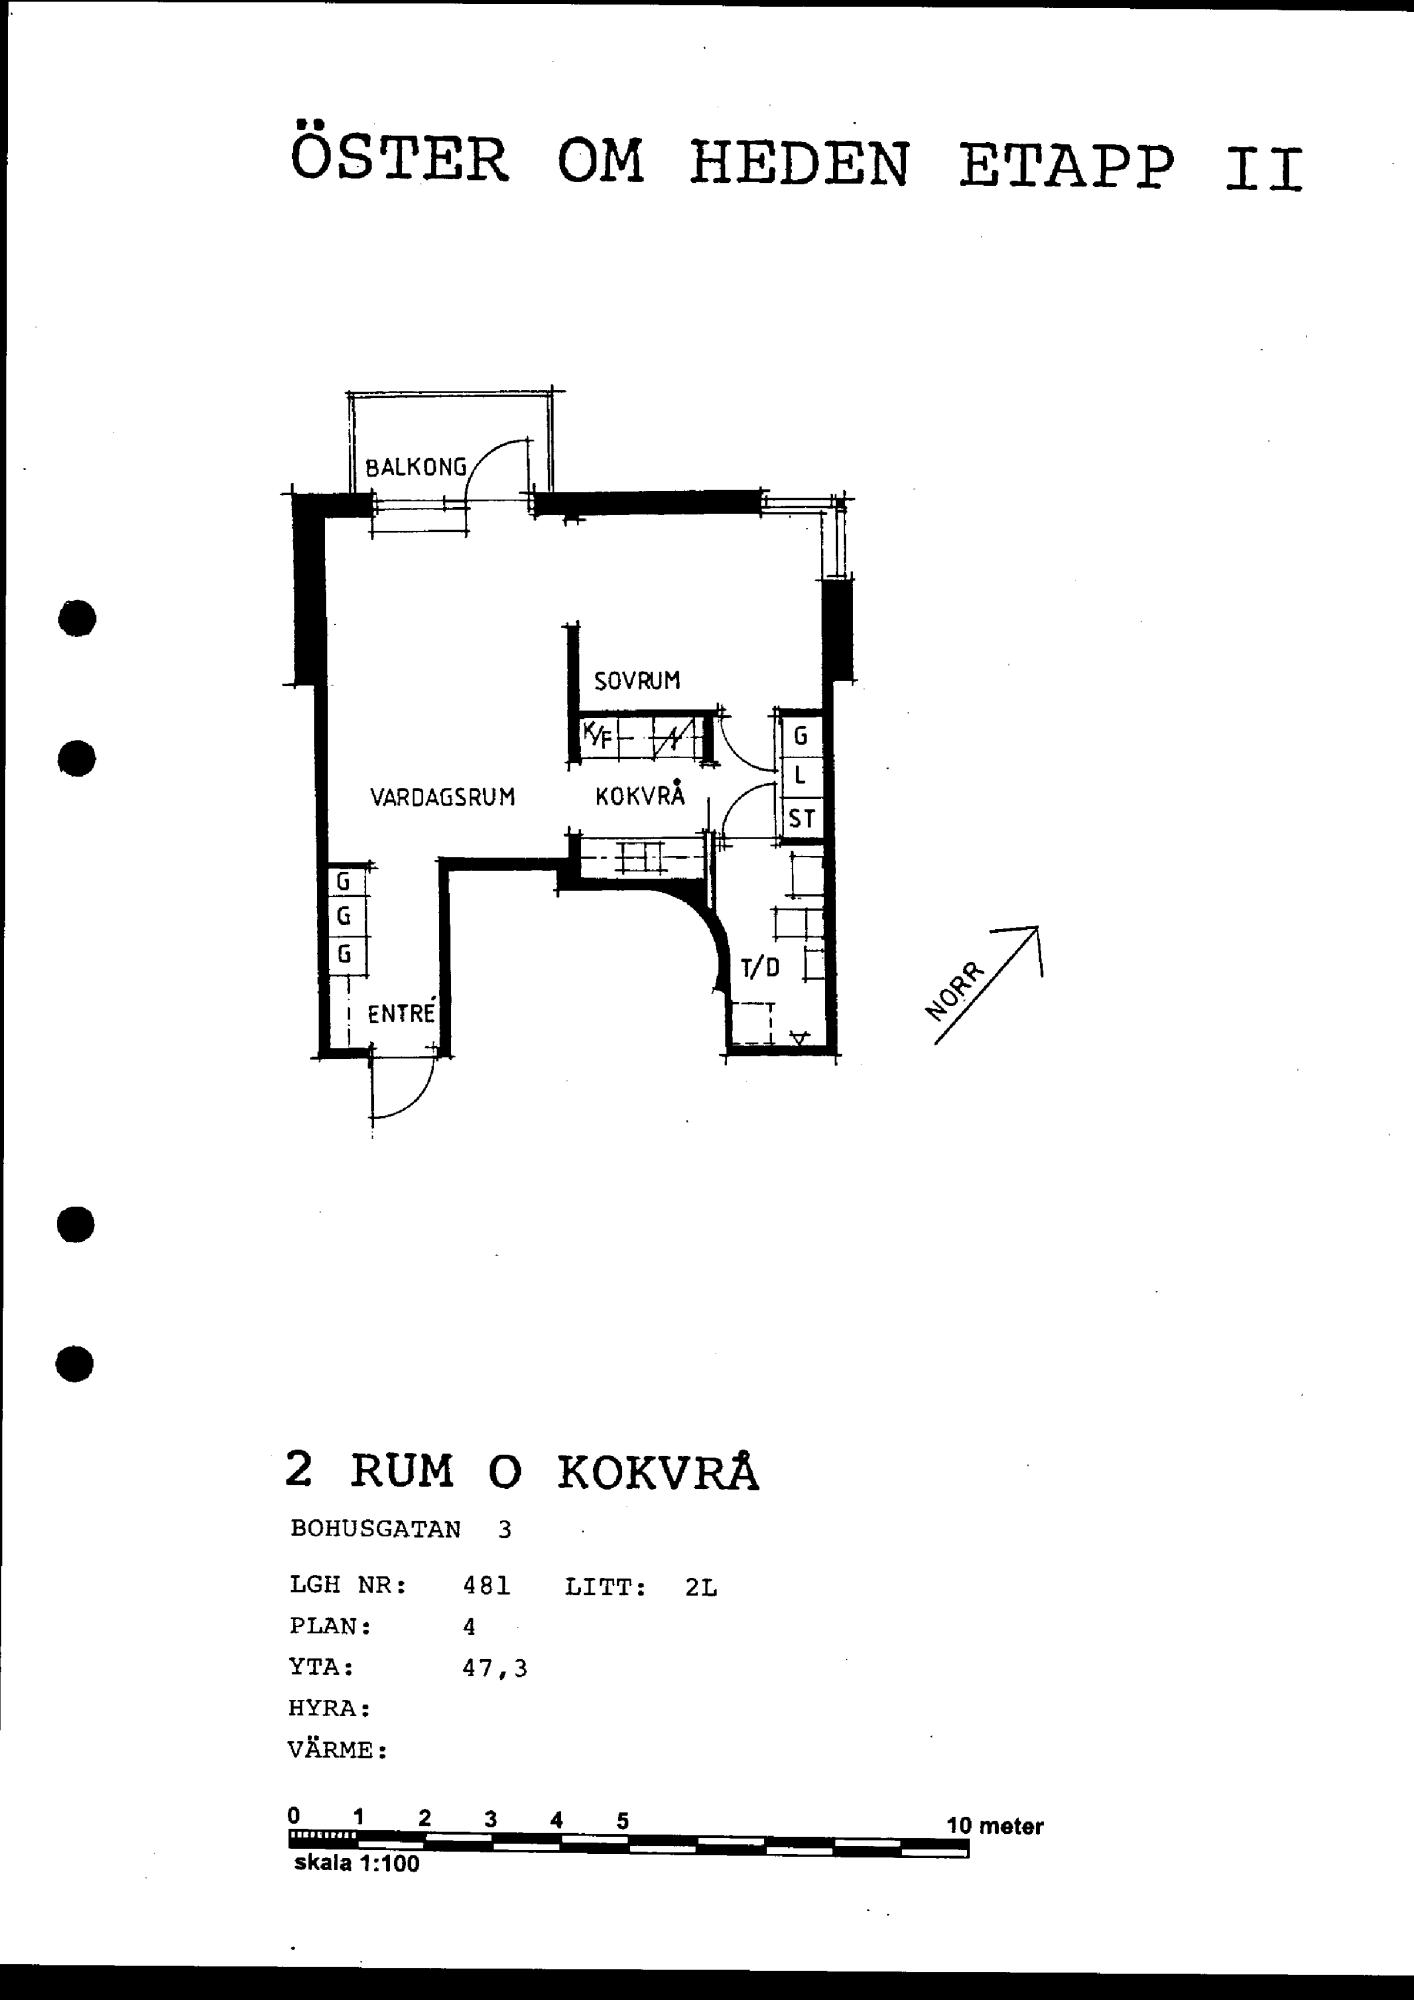 ÖSTER OM HEDEN ETAPP II
BALKONG
SOVRUM
K/F
G
L
ST
VARDAGSRUM
KOKVRÅ
G
G
G
T/D
ENTRÉ
NORR
2 RUM O KOKVRÅ
BOHUSGATAN 3
LGH NR: 481 LITT: 2L
PLAN: 4
YTA: 47,3
HYRA:
VÄRME:
0 1 2 3 4 5 10 meter
skala 1:100